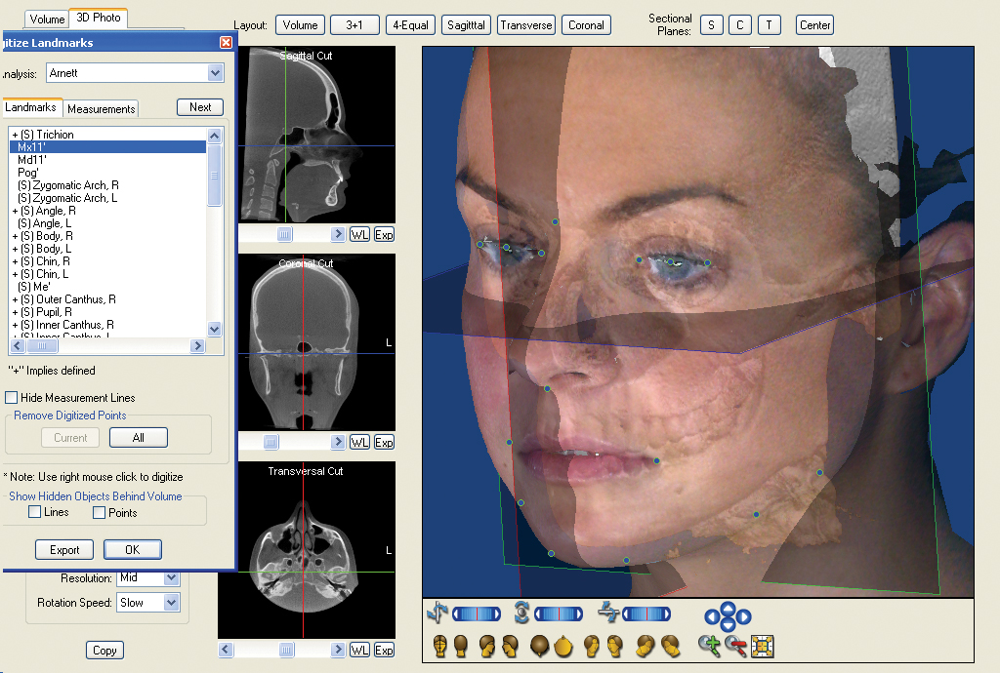 Volume
3D Photo
Layout:
Volume
3+1
4-Equal
Sagitttal
Transverse
Coronal
Sectional
Planes:
S
C
T
Center
gitize Landmarks
nalysis:
Arnett
Landmarks
Measurements
Next
+ (S) Trichion
Mx11'
Md11'
Pog'
(S) Zygomatic Arch, R
(S) Zygomatic Arch, L
+ (S) Angle, R
(S) Angle, L
+ (S) Body, R
+ (S) Body, L
+ (S) Chin, R
+ (S) Chin, L
(S) Me'
+ (S) Outer Canthus, R
+ (S) Pupil, R
+ (S) Inner Canthus, R
+ (S) Inner Canthus, L
"+" Implies defined
Hide Measurement Lines
Remove Digitized Points
Current
All
* Note: Use right mouse click to digitize
Show Hidden Objects Behind Volume
Lines
Points
Export
OK
Resolution:
Mid
Rotation Speed:
Slow
Copy
Sagittal Cut
WL
Exp
Coronal Cut
L
WL
Exp
Transversal Cut
L
WL
Exp